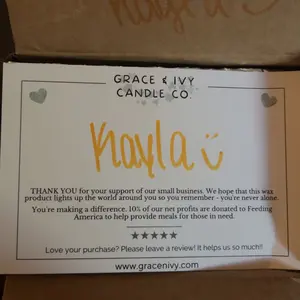 GRACE & IVY
CANDLE CO.
Kayla
THANK YOU for your support of our small business. We hope that this wax
product lights up the world around you so you remember - you're never alone.
You're making a difference. 10% of our net profits are donated to Feeding
America to help provide meals for those in need.
Love your purchase? Please leave a review! It helps us so much!!
www.gracenivy.com